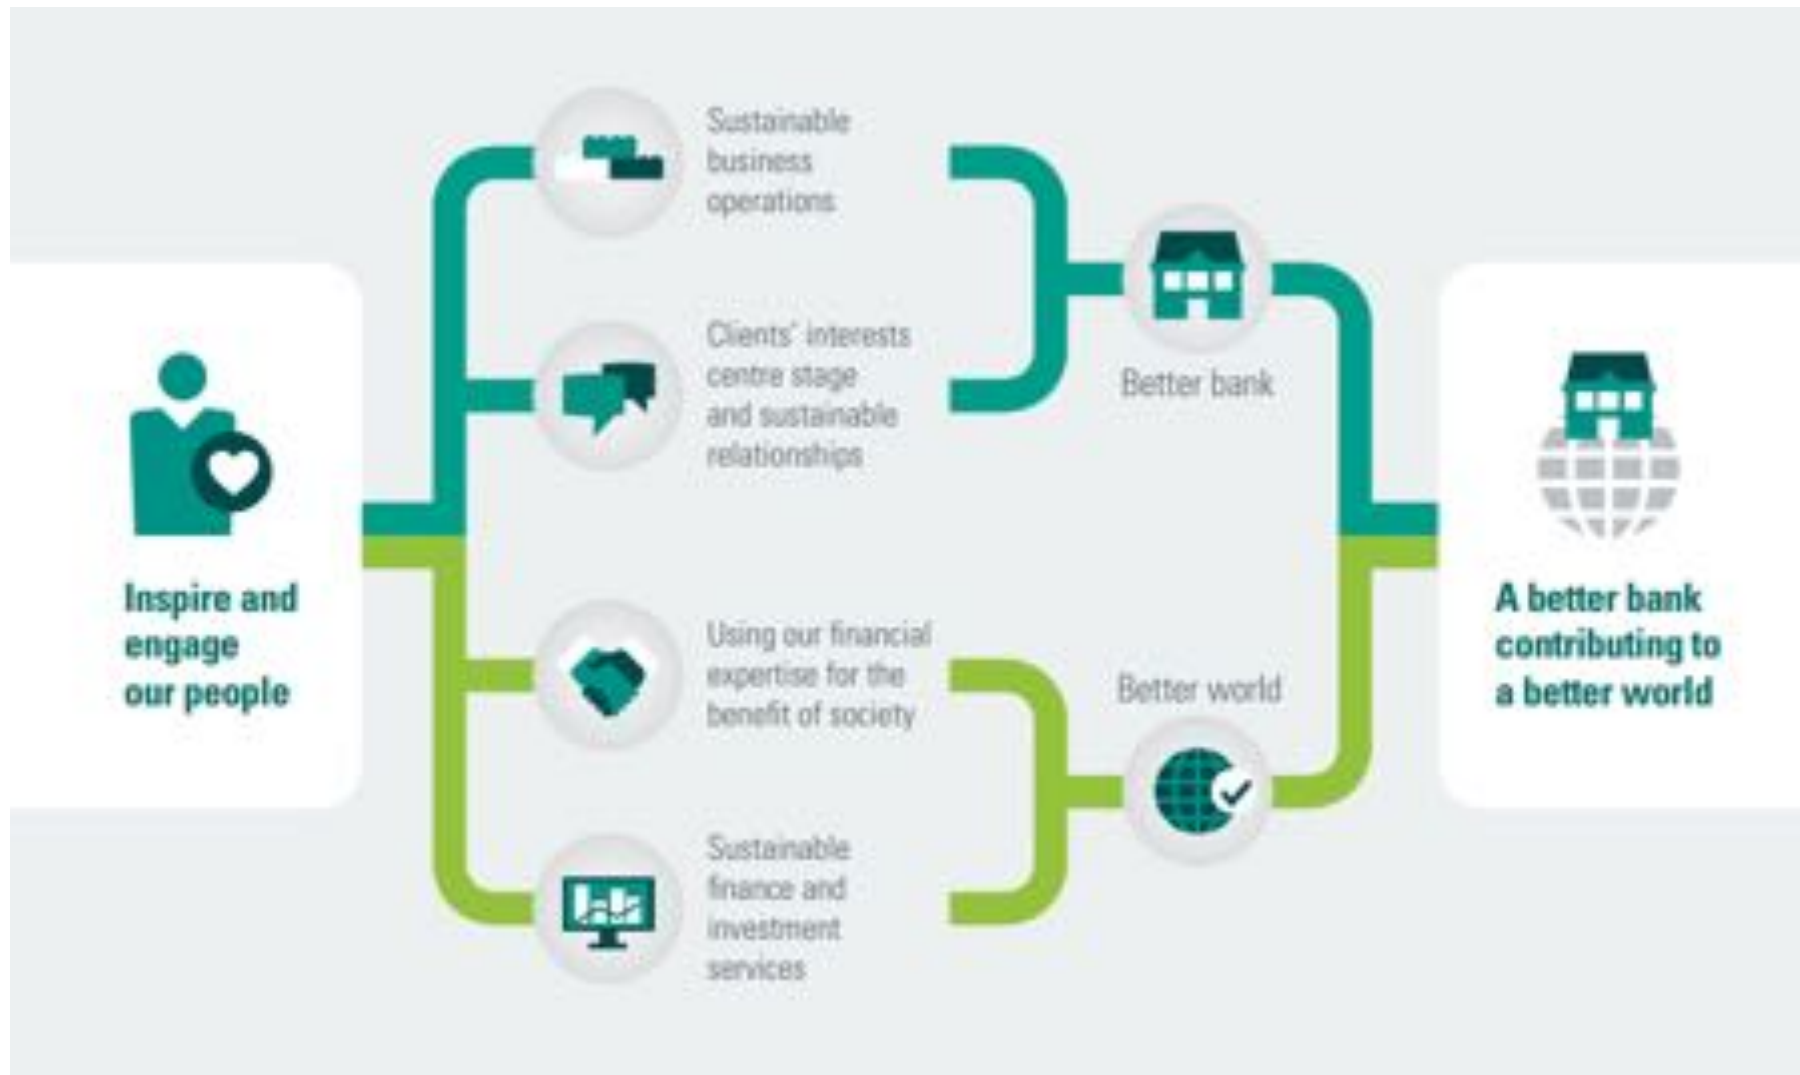 Inspire and
engage
our people
Sustainable
business
operations
Clients' interests
centre stage
and sustainable
relationships
Using our financial
expertise for the
benefit of society
Sustainable
finance and
investment
services
Better bank
Better world
A better bank
contributing to
a better world